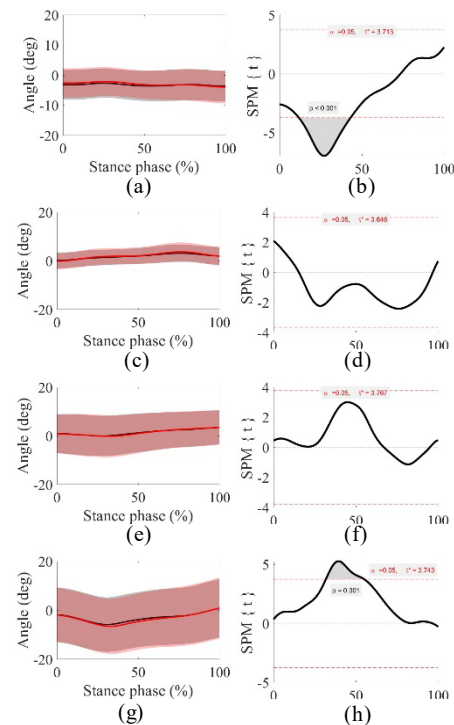 20
10
0
-10
-20
0 50 100
Angle (deg)
Stance phase (%)
(a)
α =0.05, t* = 3.713
0
-5
p < 0.001
0 50 100
SPM { t }
(b)
20
0
-20
0 50 100
Angle (deg)
Stance phase (%)
(c)
4
2
0
-2
-4
α =0.05, t* = 3.646
0 50 100
SPM { t }
(d)
20
0
-20
0 50 100
Angle (deg)
Stance phase (%)
(e)
4
2
0
-2
-4
α =0.05, t* = 3.767
0 50 100
SPM { t }
(f)
20
0
-20
0 50 100
Angle (deg)
Stance phase (%)
(g)
5
0
-5
α =0.05, t* = 3.743
p = 0.001
0 50 100
SPM { t }
(h)